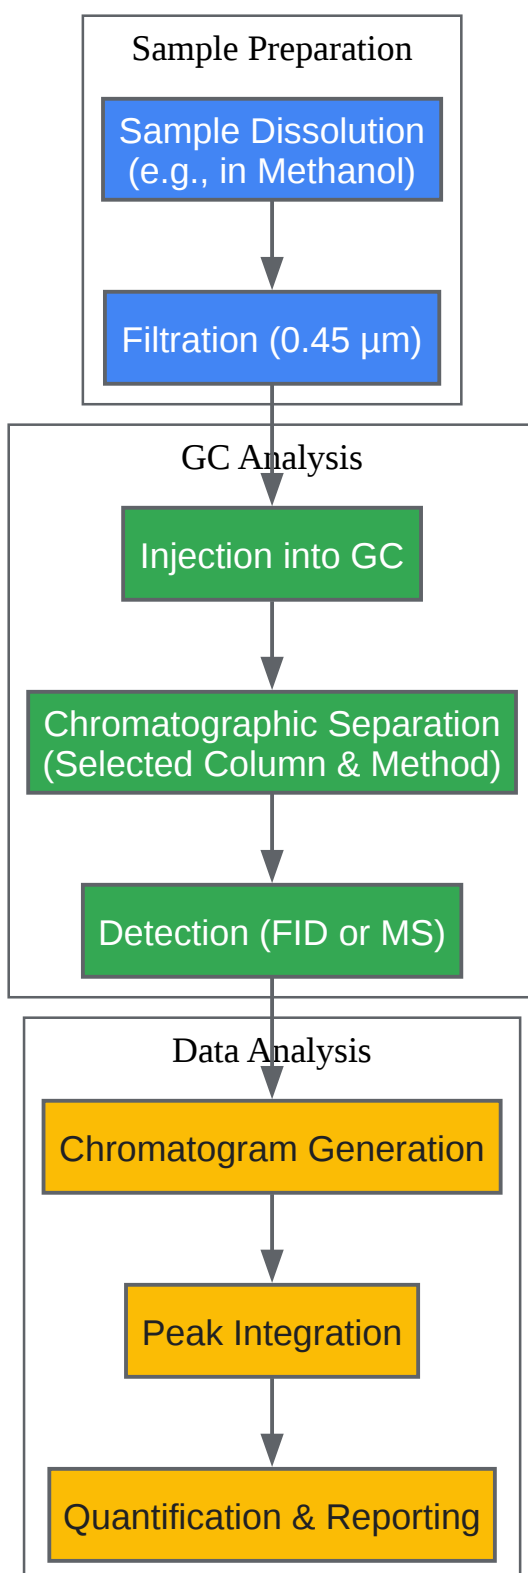 Sample Preparation
Sample Dissolution
(e.g., in Methanol)
Filtration (0.45 µm)
GC Analysis
Injection into GC
Chromatographic Separation
(Selected Column & Method)
Detection (FID or MS)
Data Analysis
Chromatogram Generation
Peak Integration
Quantification & Reporting